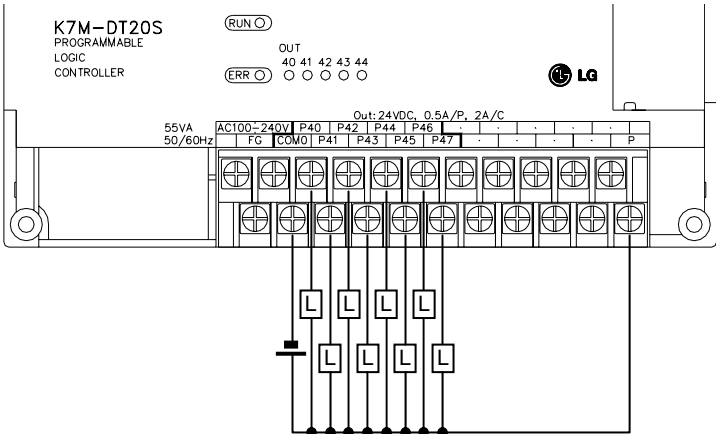 K7M-DT20S
PROGRAMMABLE
LOGIC
CONTROLLER
RUN
ERR
OUT
40 41 42 43 44
LG
Out:24VDC, 0.5A/P, 2A/C
55VA AC100-240V P40 P42 P44 P46 . . . . .
50/60Hz FG COM0 P41 P43 P45 P47 . . . . P
L L L L
L L L L